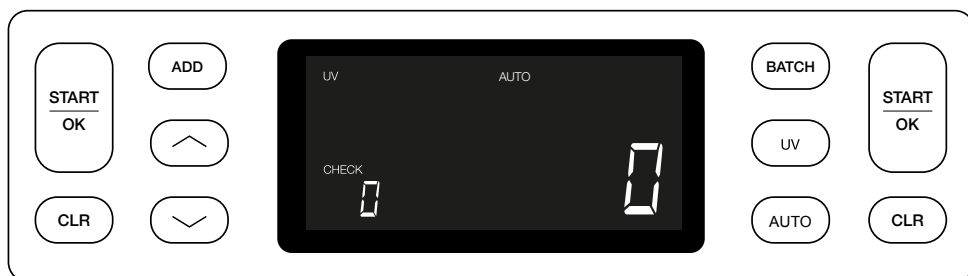 START
OK
CLR
ADD
UV AUTO
CHECK
0
0
BATCH
UV
AUTO
START
OK
CLR